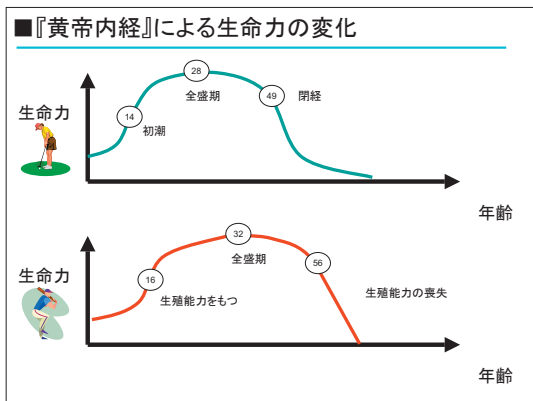 ■『黄帝内経』による生命力の変化
28
生命力
全盛期
49
閉経
14
初潮
年齢
32
生命力
全盛期
56
16
生殖能力をもつ
生殖能力の喪失
年齢